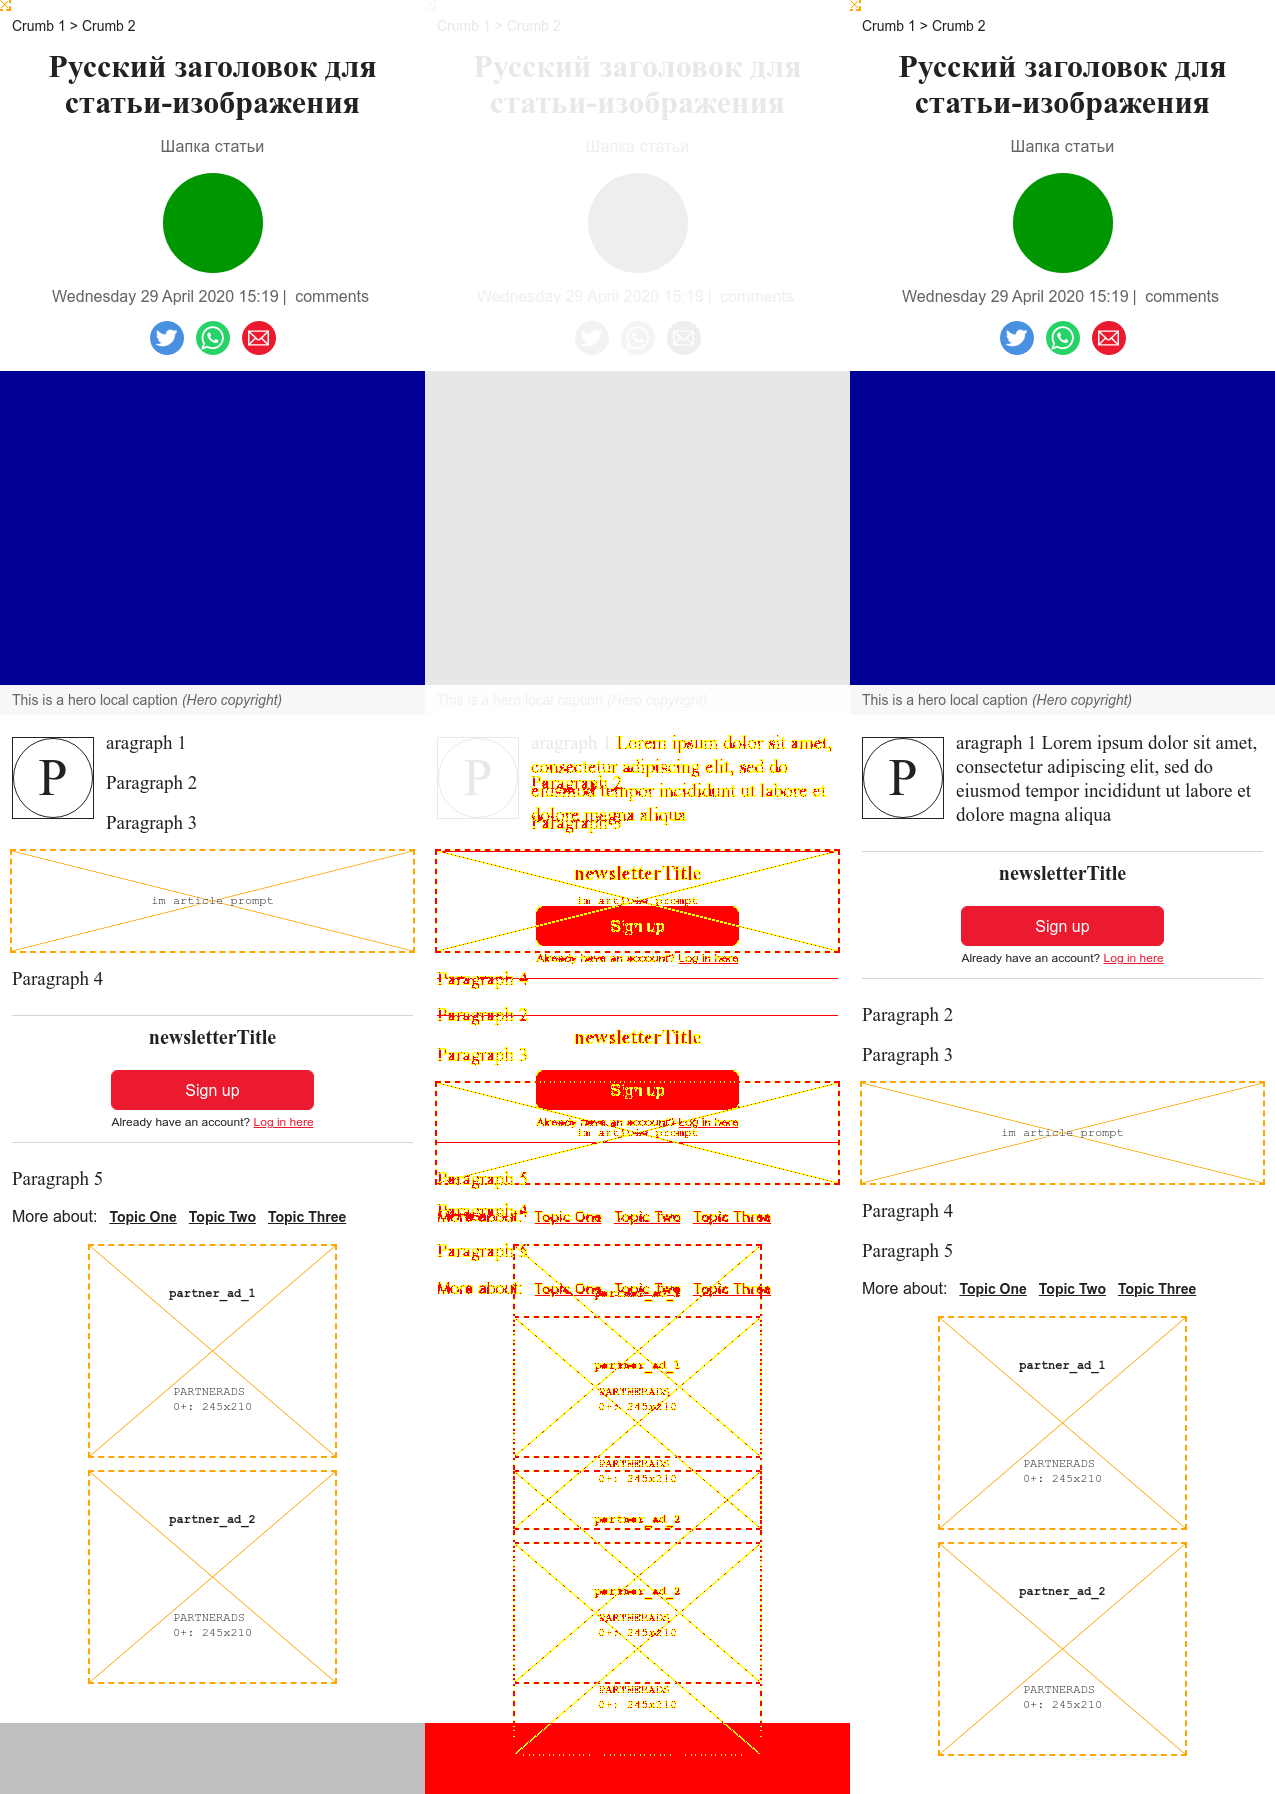 Crumb 1 > Crumb 2
Русский заголовок для
статьи-изображения
Шапка статьи
Wednesday 29 April 2020 15:19 | comments
This is a hero local caption (Hero copyright)
P
aragraph 1
Paragraph 2
Paragraph 3
im article prompt
Paragraph 4
newsletterTitle
Sign up
Already have an account? Log in here
Paragraph 5
More about: Topic One Topic Two Topic Three
partner_ad_1
PARTNERADS
0+: 245x210
partner_ad_2
PARTNERADS
0+: 245x210
Crumb 1 > Crumb 2
Русский заголовок для
статьи-изображения
Шапка статьи
Wednesday 29 April 2020 15:19 | comments
This is a hero local caption (Hero copyright)
P
aragraph 1 Lorem ipsum dolor sit amet,
consectetur adipiscing elit, sed do
Paragraph 2
eiusmod tempor incididunt ut labore et
dolore magna aliqua
Paragraph 3
newsletterTitle
im article prompt
Sign up
Already have an account? Log in here
Paragraph 4
Paragraph 2
newsletterTitle
Paragraph 3
Sign up
Already have an account? Log in here
im article prompt
Paragraph 5
Paragraph 4
More about: Topic One Topic Two Topic Three
Paragraph 5
More about: Topic One Topic Two Topic Three
partner_ad_1
partner_ad_1
PARTNERADS
0+: 245x210
PARTNERADS
0+: 245x210
partner_ad_2
partner_ad_2
PARTNERADS
0+: 245x210
PARTNERADS
0+: 245x210
Crumb 1 > Crumb 2
Русский заголовок для
статьи-изображения
Шапка статьи
Wednesday 29 April 2020 15:19 | comments
This is a hero local caption (Hero copyright)
P
aragraph 1 Lorem ipsum dolor sit amet,
consectetur adipiscing elit, sed do
eiusmod tempor incididunt ut labore et
dolore magna aliqua
newsletterTitle
Sign up
Already have an account? Log in here
Paragraph 2
Paragraph 3
im article prompt
Paragraph 4
Paragraph 5
More about: Topic One Topic Two Topic Three
partner_ad_1
PARTNERADS
0+: 245x210
partner_ad_2
PARTNERADS
0+: 245x210